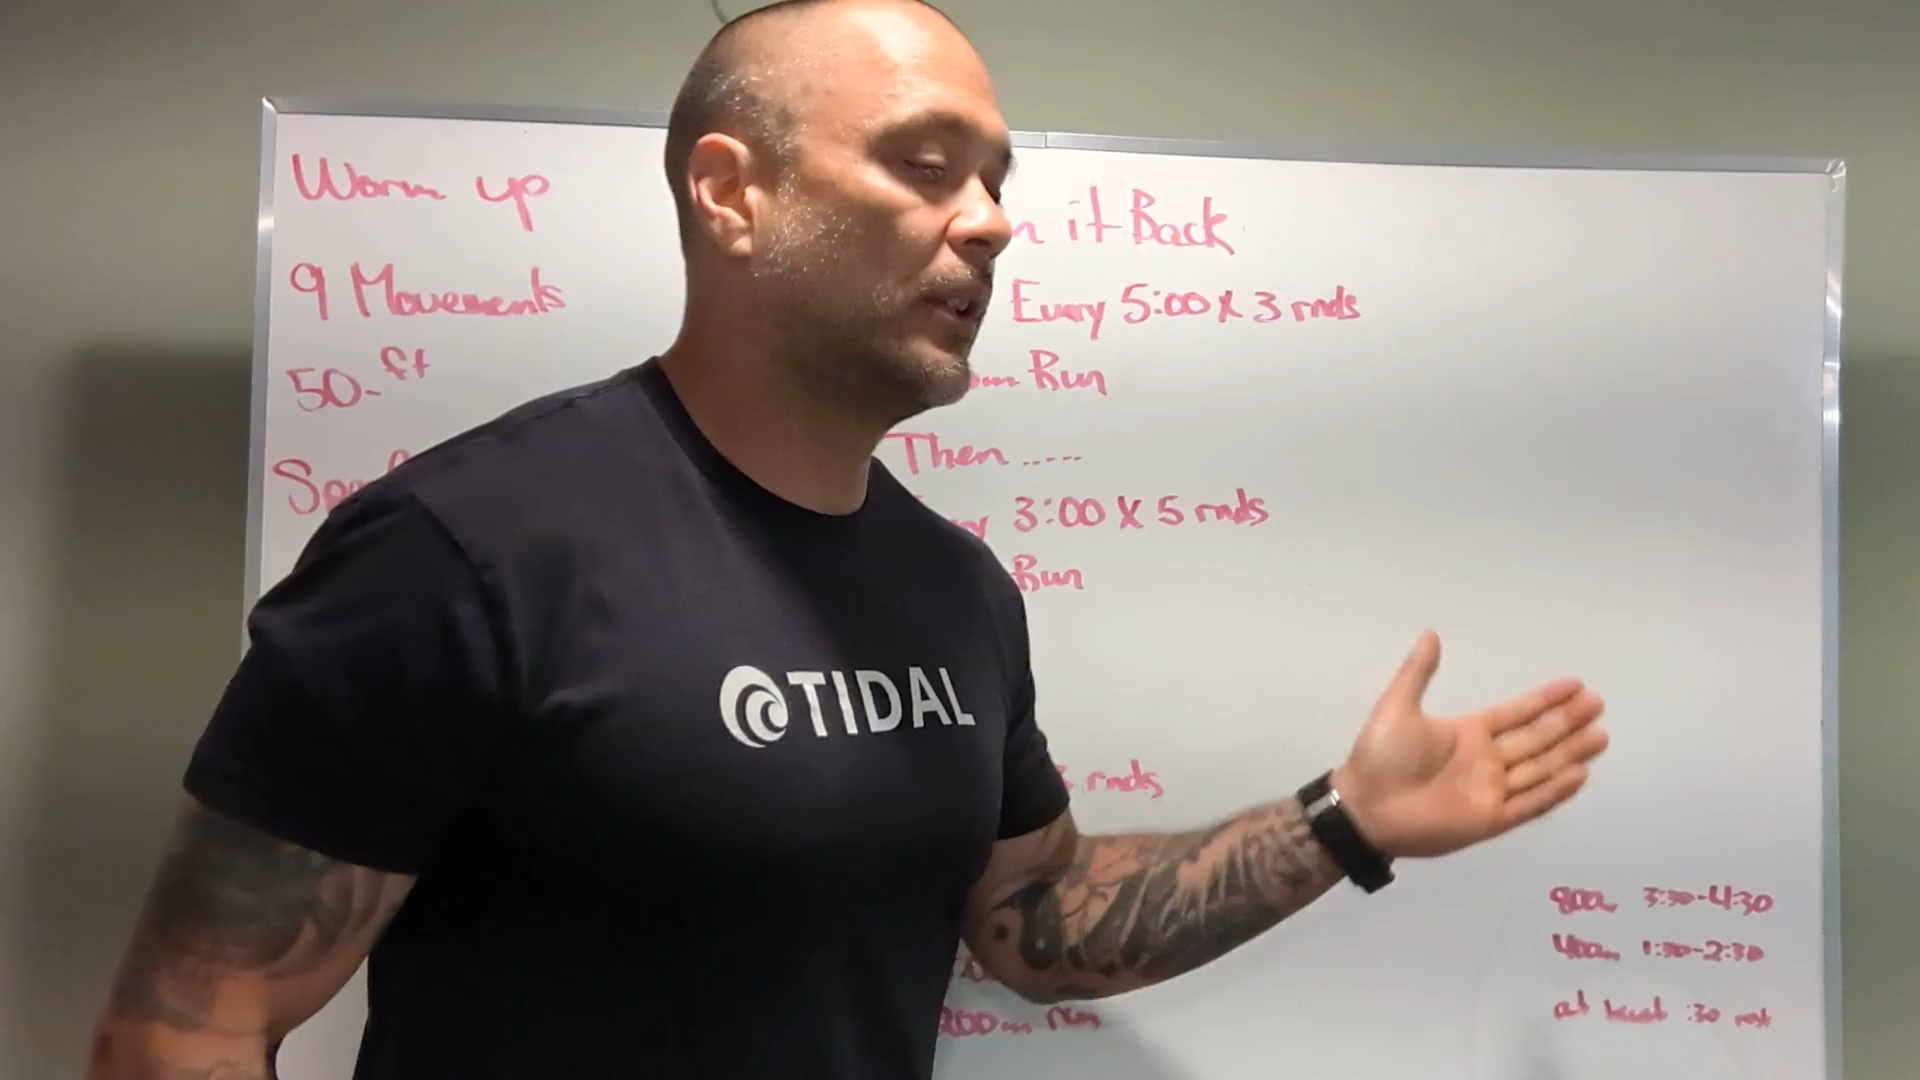 Warm up
9 Movements
50-ft
it Back
Every 5:00 X 3 rnds
Run
Then .....
3:00 X 5 rnds
Run
TIDAL
rnds
200m Run
800m 3:30-4:30
400m 1:30-2:30
at least :30 rest